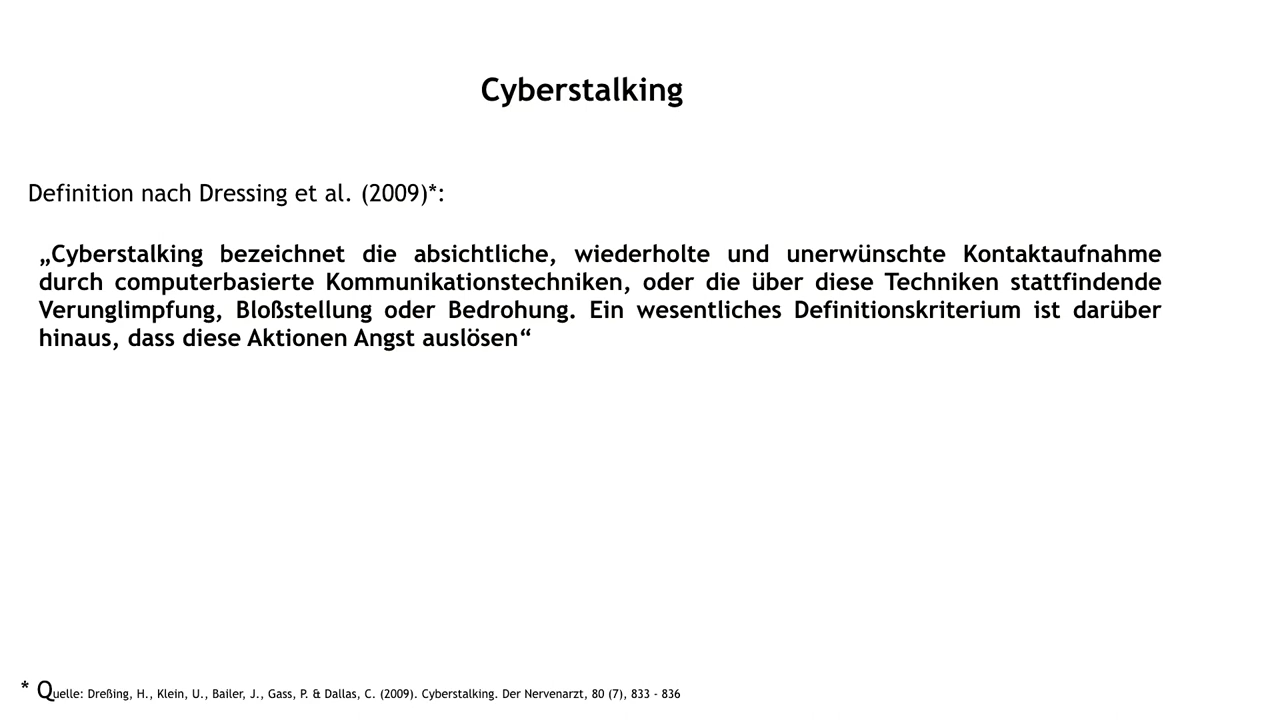 Cyberstalking
Definition nach Dressing et al. (2009)*:
„Cyberstalking bezeichnet die absichtliche, wiederholte und unerwünschte Kontaktaufnahme
durch computerbasierte Kommunikationstechniken, oder die über diese Techniken stattfindende
Verunglimpfung, Bloßstellung oder Bedrohung. Ein wesentliches Definitionskriterium ist darüber
hinaus, dass diese Aktionen Angst auslösen“
* Quelle: Dreßing, H., Klein, U., Bailer, J., Gass, P. & Dallas, C. (2009). Cyberstalking. Der Nervenarzt, 80 (7), 833 - 836